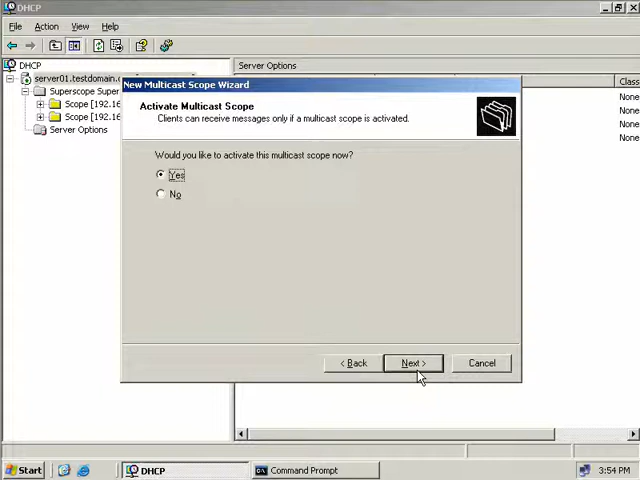 DHCP
File Action View Help
DHCP
server01.testdomain.c
Superscope Super
Scope [192.16
Scope [192.16
Server Options
Server Options
Class
None
None
None
None
New Multicast Scope Wizard
Activate Multicast Scope
Clients can receive messages only if a multicast scope is activated.
Would you like to activate this multicast scope now?
Yes
No
< Back
Next >
Cancel
Start
DHCP
Command Prompt
3:54 PM